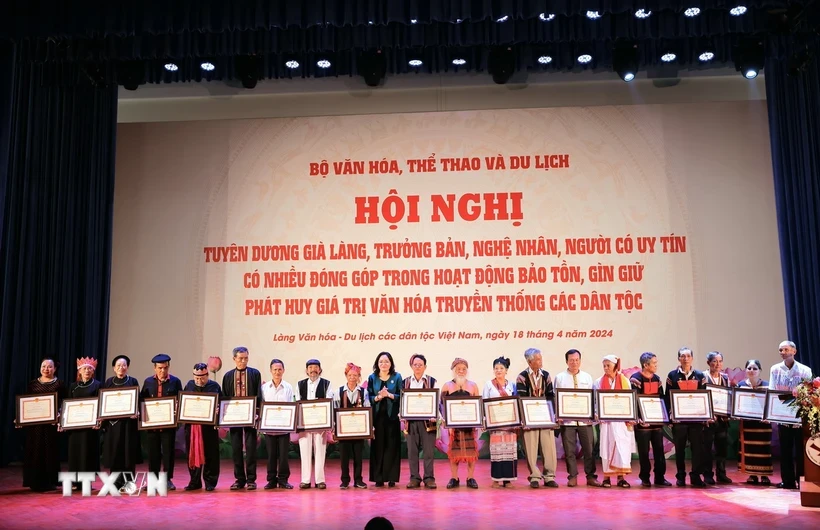 BỘ VĂN HÓA, THỂ THAO VÀ DU LỊCH
HỘI NGHỊ
TUYÊN DƯƠNG GIÀ LÀNG, TRƯỞNG BẢN, NGHỆ NHÂN, NGƯỜI CÓ UY TÍN
CÓ NHIỀU ĐÓNG GÓP TRONG HOẠT ĐỘNG BẢO TỒN, GÌN GIỮ
PHÁT HUY GIÁ TRỊ VĂN HÓA TRUYỀN THỐNG CÁC DÂN TỘC
Làng Văn hóa - Du lịch các dân tộc Việt Nam, ngày 18 tháng 4 năm 2024
TTXVN